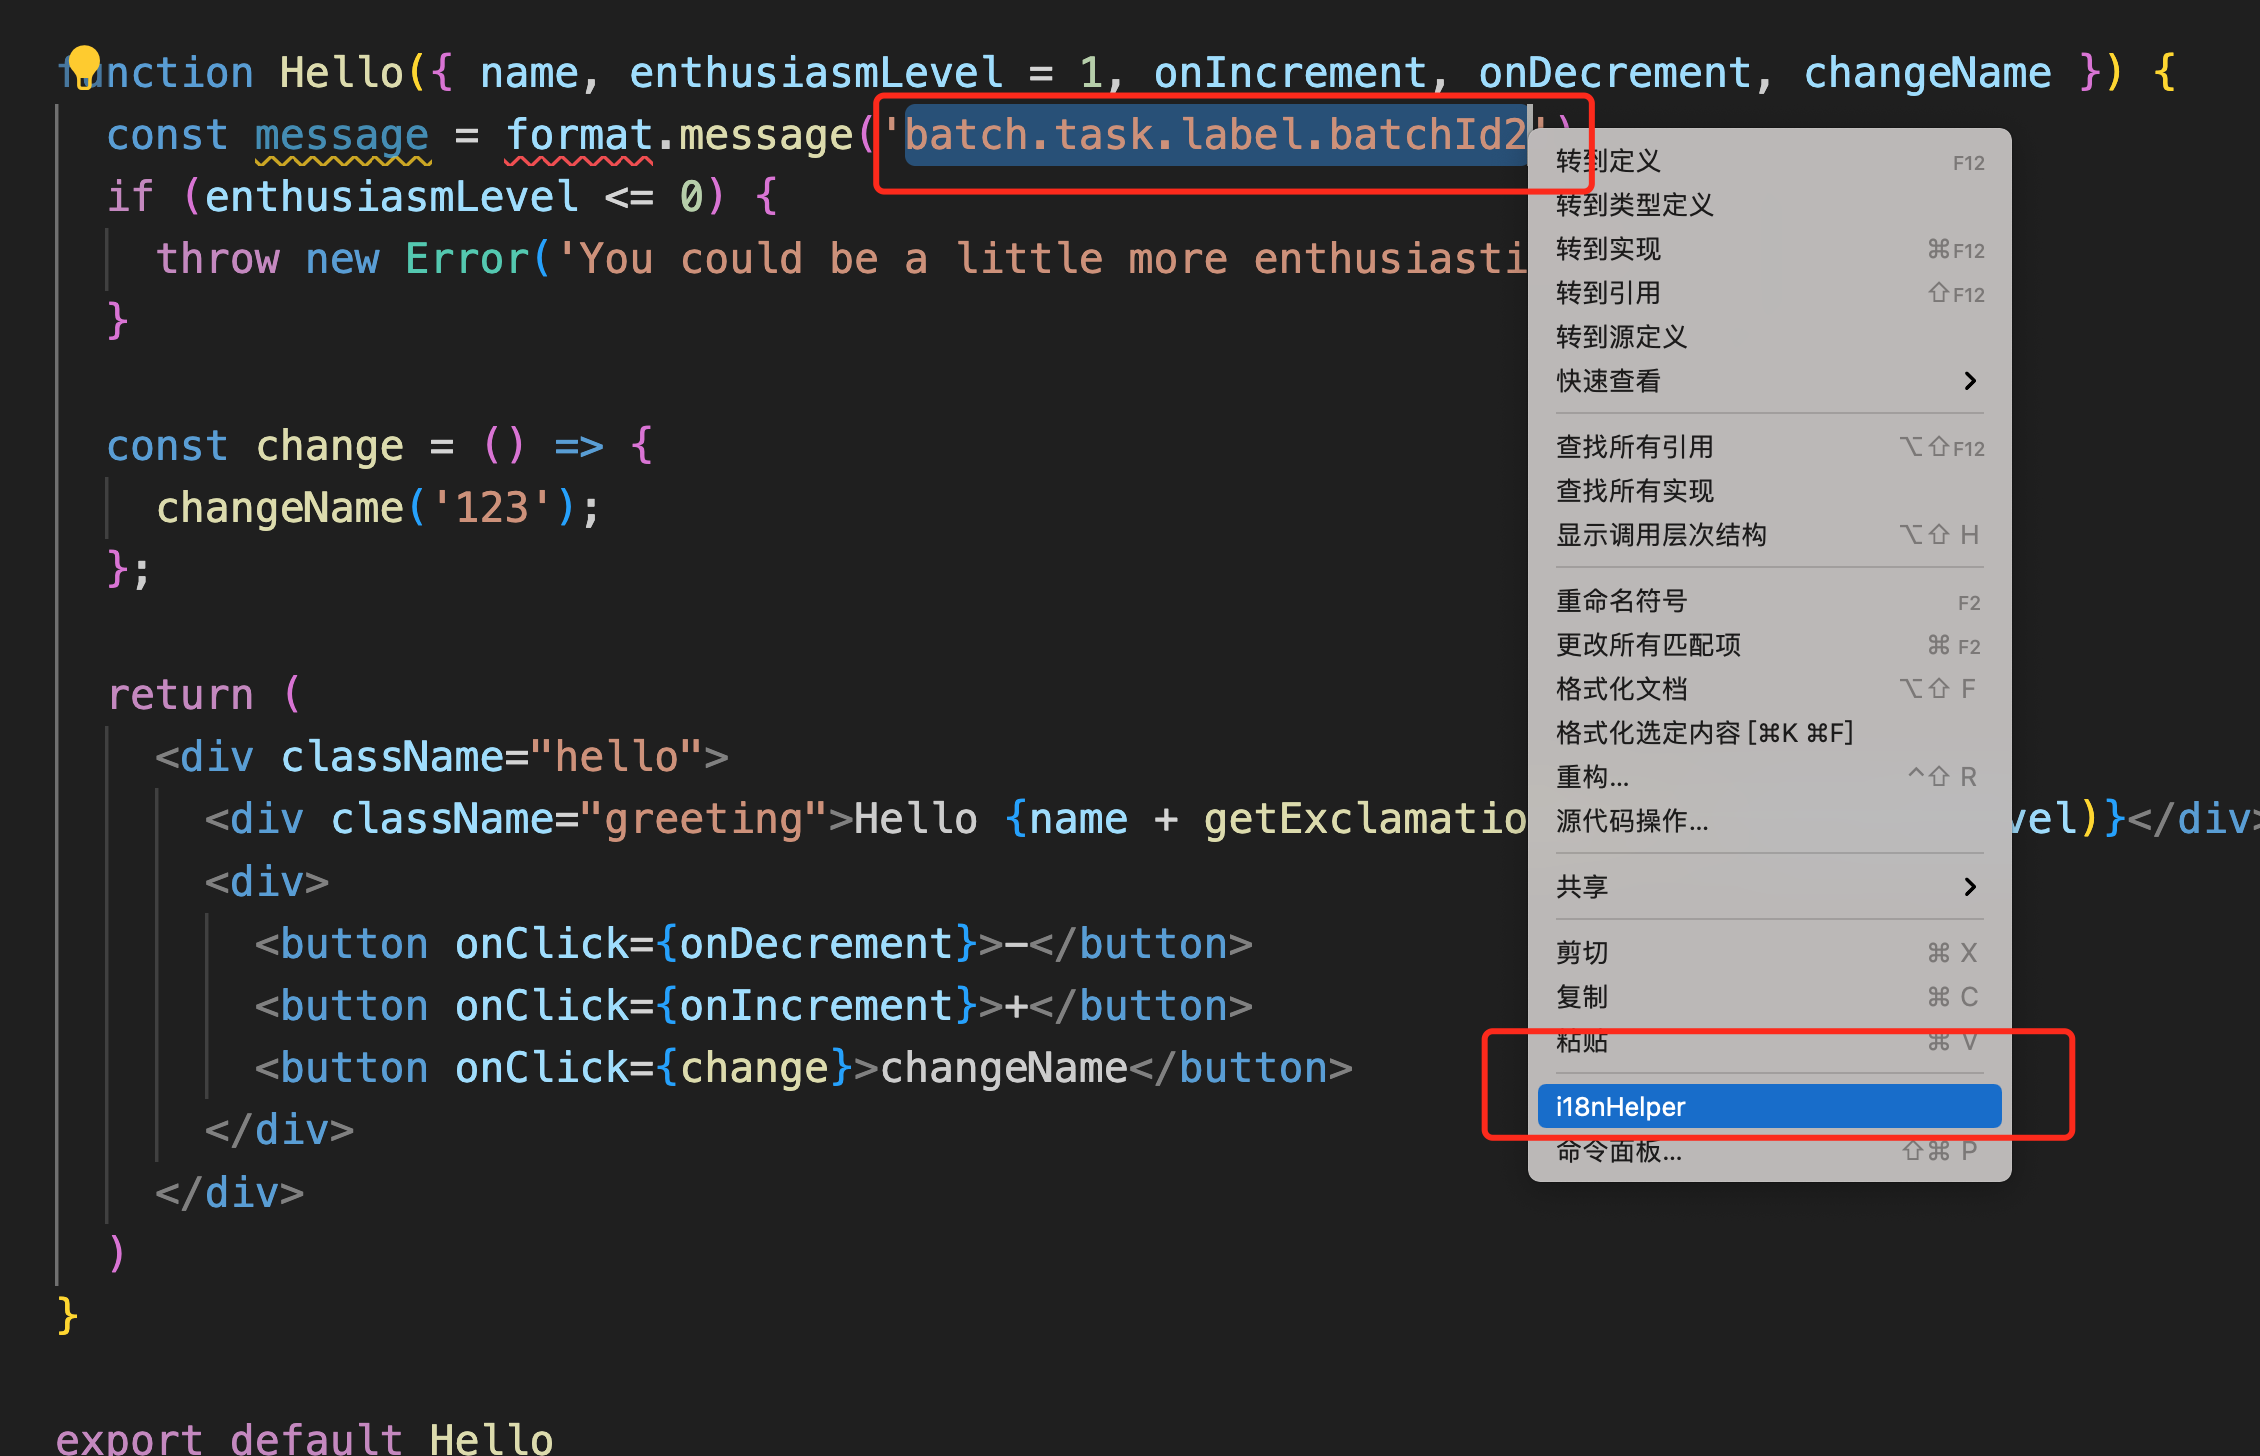 function Hello({ name, enthusiasmLevel = 1, onIncrement, onDecrement, changeName }) {
const message = format.message('batch.task.label.batchId2')
if (enthusiasmLevel <= 0) {
throw new Error('You could be a little more enthusiasti
}
const change = () => {
changeName('123');
};
return (
<div className="hello">
<div className="greeting">Hello {name + getExclamatio vel)}</div>
<div>
<button onClick={onDecrement}>-</button>
<button onClick={onIncrement}>+</button>
<button onClick={change}>changeName</button>
</div>
</div>
)
}
export default Hello
转到定义 F12
转到类型定义
转到实现 ⌘F12
转到引用 ⇧F12
转到源定义
快速查看
查找所有引用 ⌥⇧F12
查找所有实现
显示调用层次结构 ⌥⇧ H
重命名符号 F2
更改所有匹配项 ⌘ F2
格式化文档 ⌥⇧ F
格式化选定内容 [⌘K ⌘F]
重构... ^⇧ R
源代码操作...
共享
剪切 ⌘ X
复制 ⌘ C
粘贴 ⌘ V
i18nHelper
命令面板... ⇧⌘ P